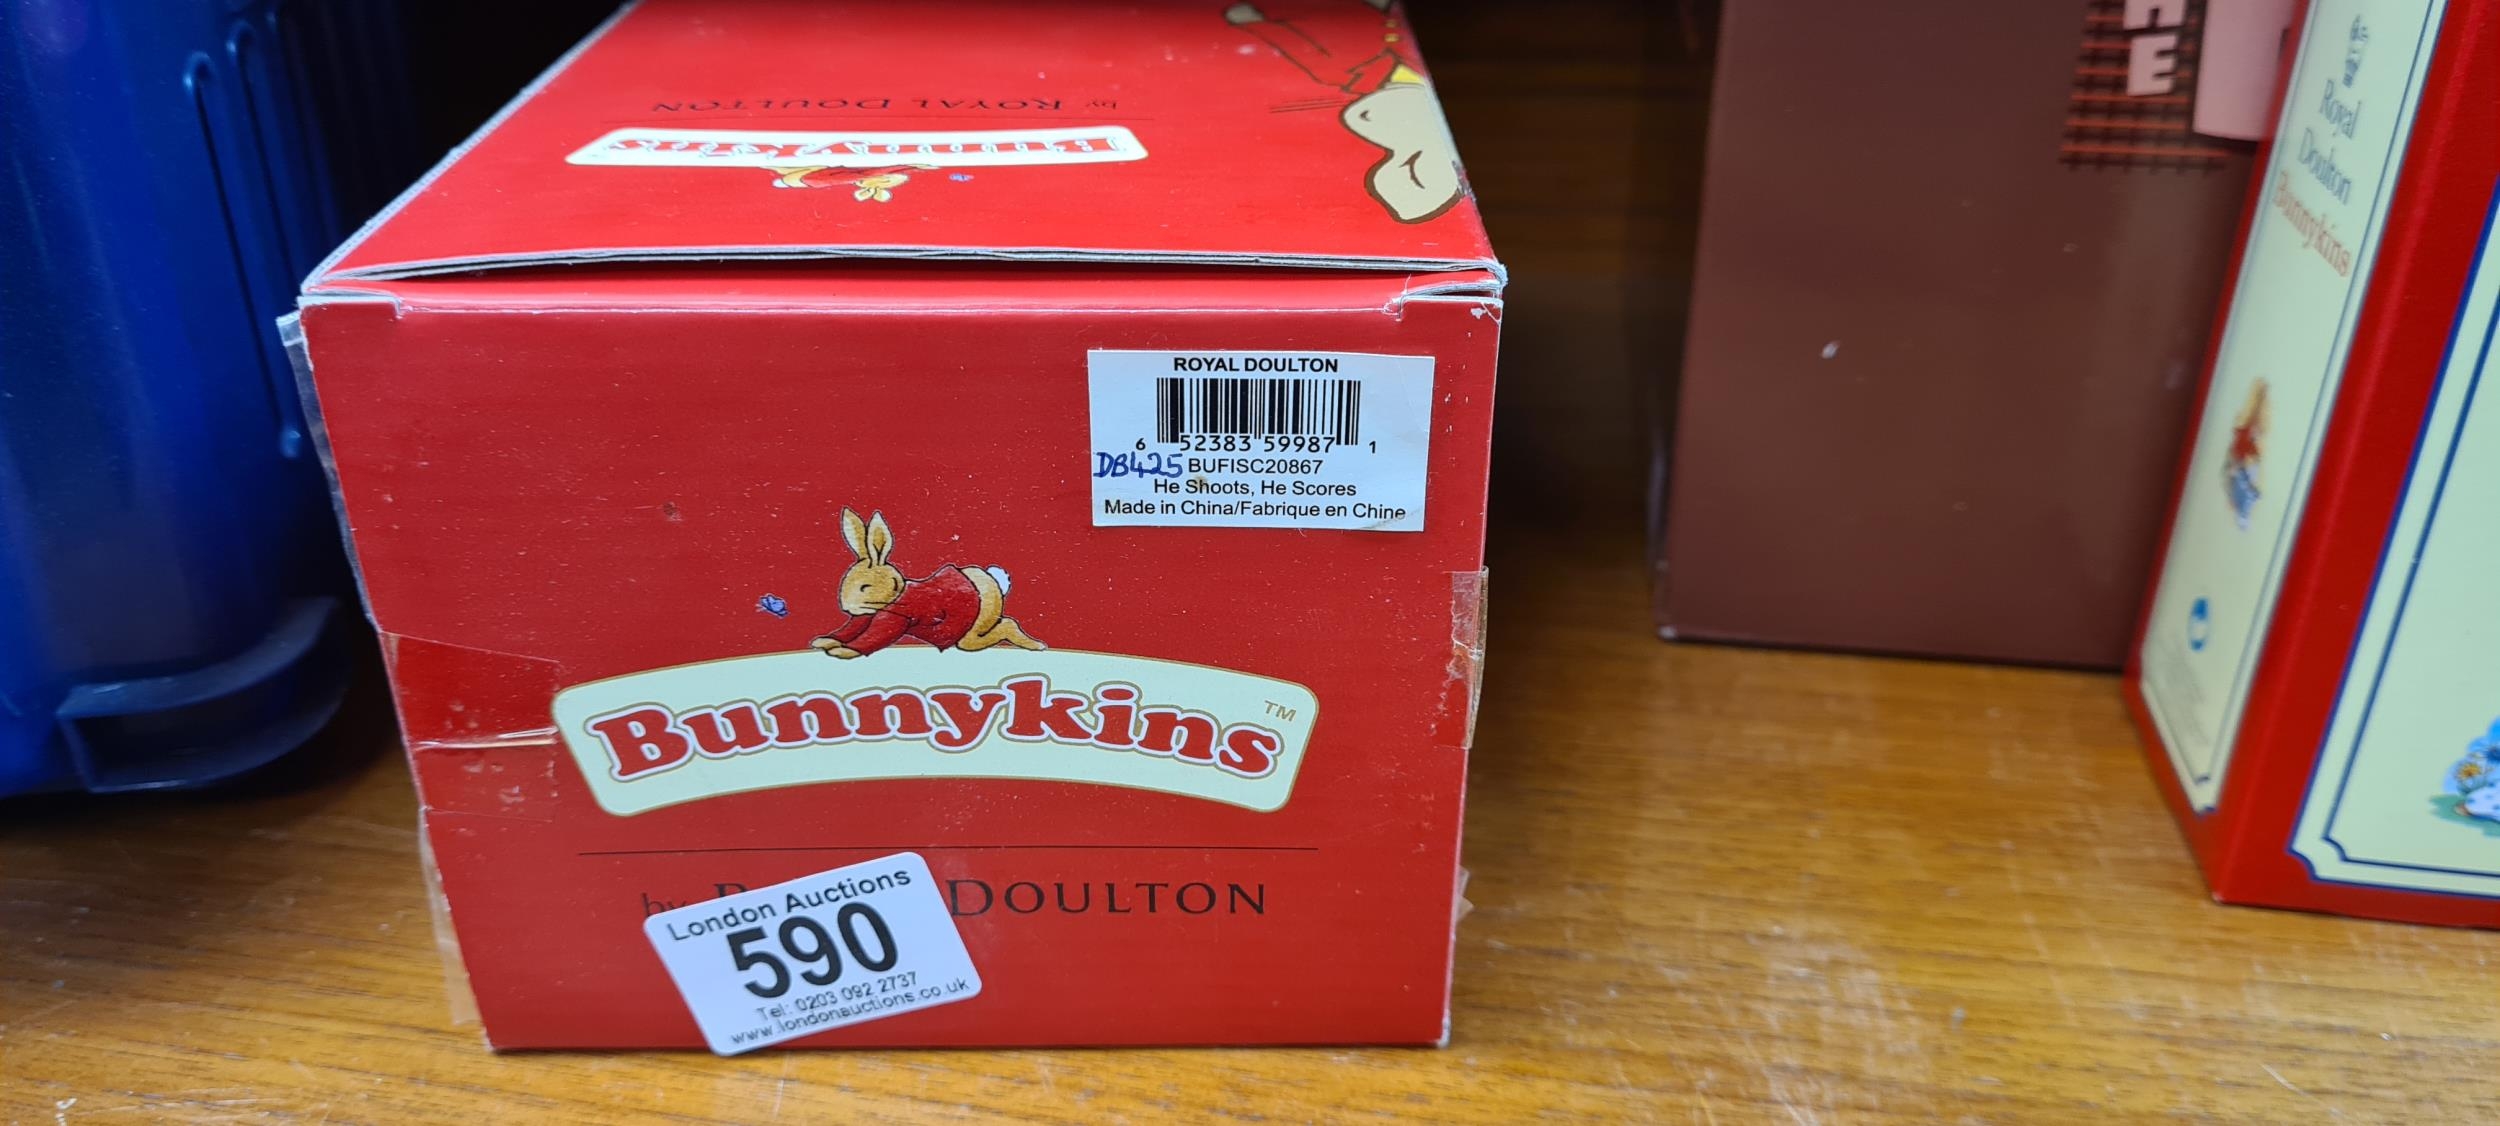 by ROYAL DOULTON
Bunnykins
HE
Royal
Doulton
Bunnykins
ROYAL DOULTON
6 52383 59987 1
DB425 BUFISC20867
He Shoots, He Scores
Made in China/Fabrique en Chine
Bunnykins™
by DOULTON
London Auctions
590
Tel: 0203 092 2737
www.londonauctions.co.uk